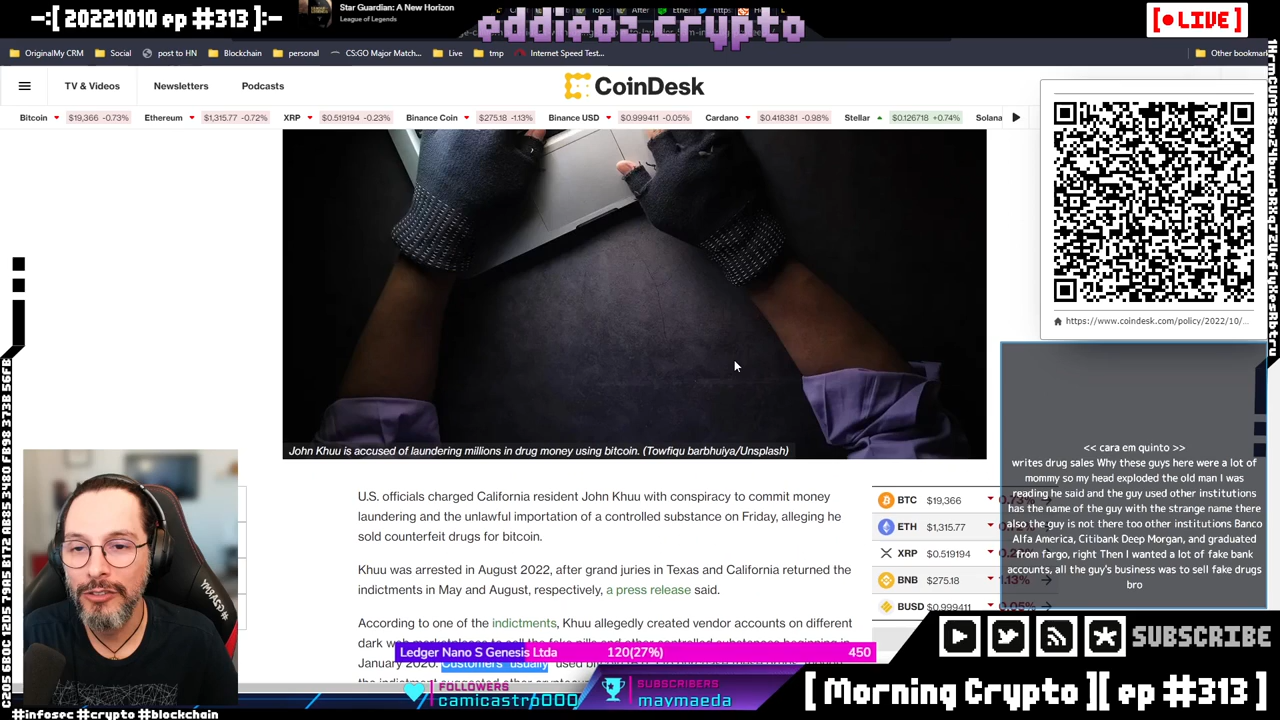 -:[ 20221010 ep #313 ]:-
Star Guardian: A New Horizon
League of Legends
eddieoz.crypto
[ • LIVE ]
OriginalMy CRM
Social
post to HN
Blockchain
personal
CS:GO Major Match...
Live
tmp
Internet Speed Test...
Other bookmar
TV & Videos
Newsletters
Podcasts
CoinDesk
Bitcoin $19,366 -0.73%
Ethereum $1,315.77 -0.72%
XRP $0.519194 -0.23%
Binance Coin $275.18 -1.13%
Binance USD $0.999411 -0.05%
Cardano $0.418381 -0.98%
Stellar $0.126718 +0.74%
Solana
https://www.coindesk.com/policy/2022/10/...
John Khuu is accused of laundering millions in drug money using bitcoin. (Towfiqu barbhuiya/Unsplash)
U.S. officials charged California resident John Khuu with conspiracy to commit money
laundering and the unlawful importation of a controlled substance on Friday, alleging he
sold counterfeit drugs for bitcoin.
Khuu was arrested in August 2022, after grand juries in Texas and California returned the
indictments in May and August, respectively, a press release said.
According to one of the indictments, Khuu allegedly created vendor accounts on different
January 2020. Customers "usually" used
BTC $19,366
ETH $1,315.77
XRP $0.519194
BNB $275.18 1.13%
BUSD $0.999411 0.05%
<< cara em quinto >>
writes drug sales Why these guys here were a lot of
mommy so my head exploded the old man I was
reading he said and the guy used other institutions
has the name of the guy with the strange name there
also the guy is not there too other institutions Banco
Alfa America, Citibank Deep Morgan, and graduated
from fargo, right Then I wanted a lot of fake bank
accounts, all the guy's business was to sell fake drugs
bro
Ledger Nano S Genesis Ltda 120(27%) 450
FOLLOWERS
camicastrp000
SUBSCRIBERS
maymaeda
SUBSCRIBE
[ Morning Crypto ][ ep #313 ]
#infosec #crypto #blockchain